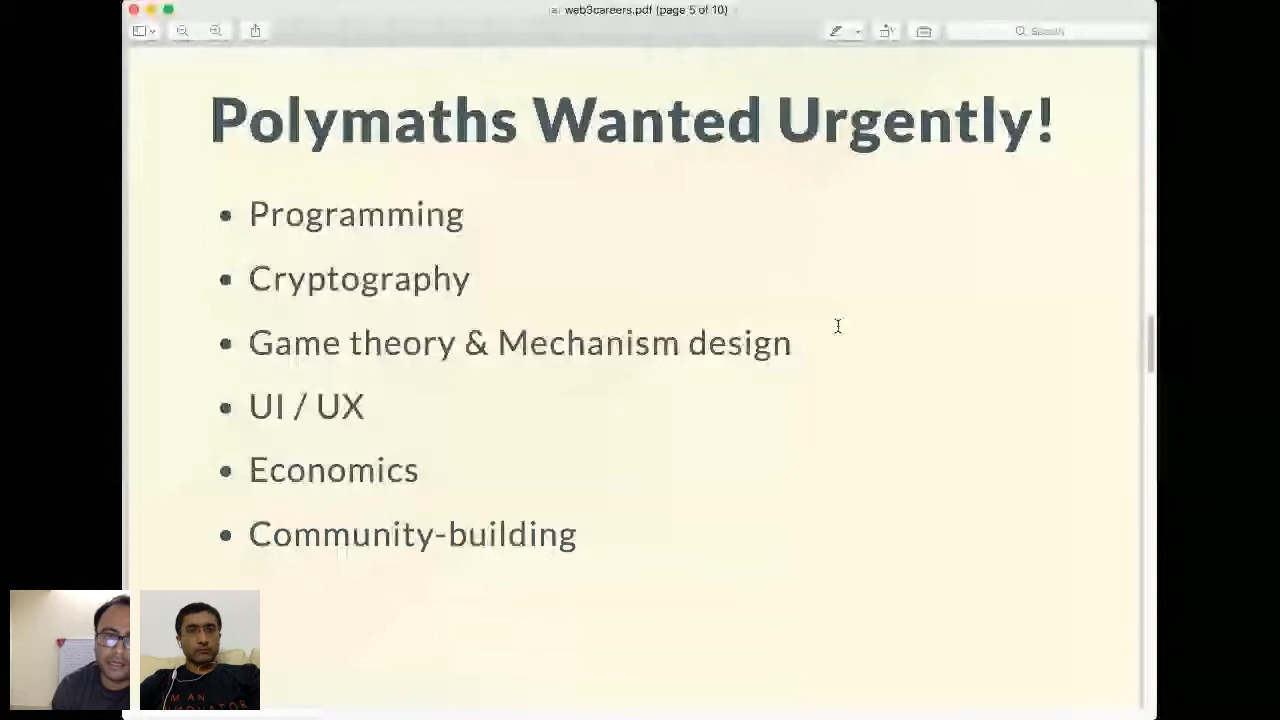 web3careers.pdf (page 5 of 10)
Search
Polymaths Wanted Urgently!
• Programming
• Cryptography
• Game theory & Mechanism design
• UI / UX
• Economics
• Community-building